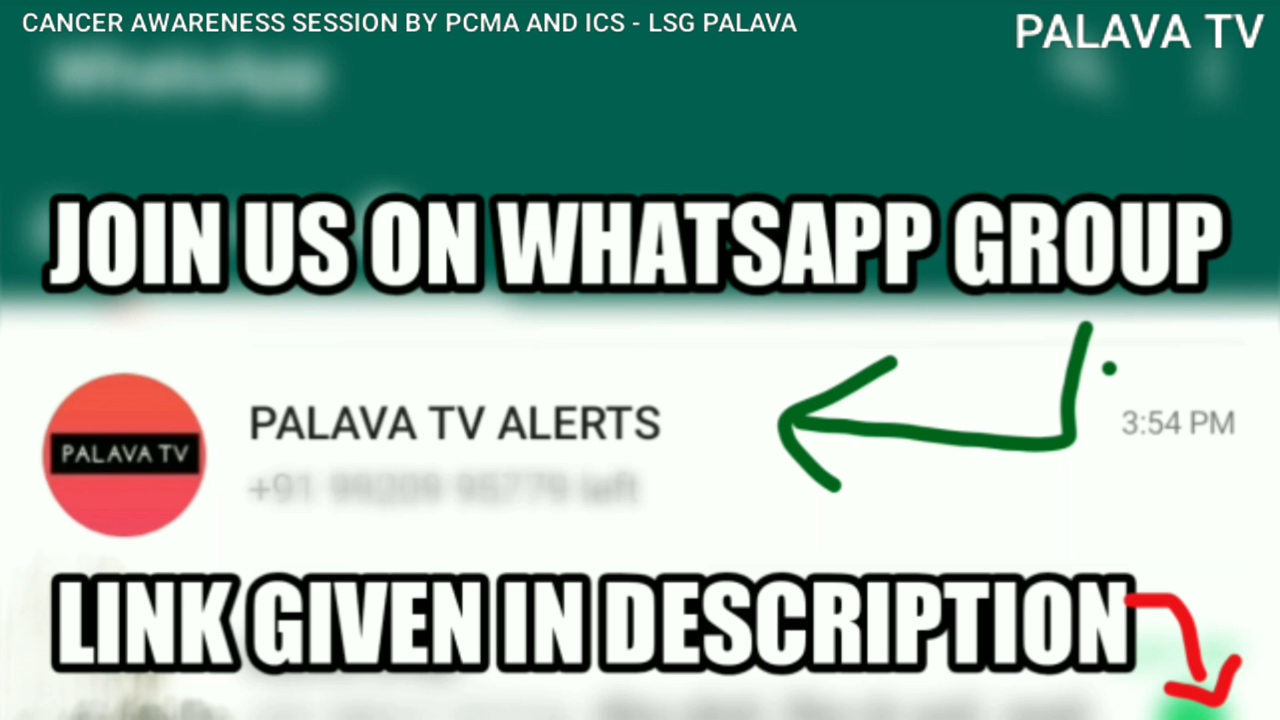 CANCER AWARENESS SESSION BY PCMA AND ICS - LSG PALAVA
PALAVA TV
WhatsApp
JOIN US ON WHATSAPP GROUP
PALAVA TV ALERTS
3:54 PM
PALAVA TV
LINK GIVEN IN DESCRIPTION